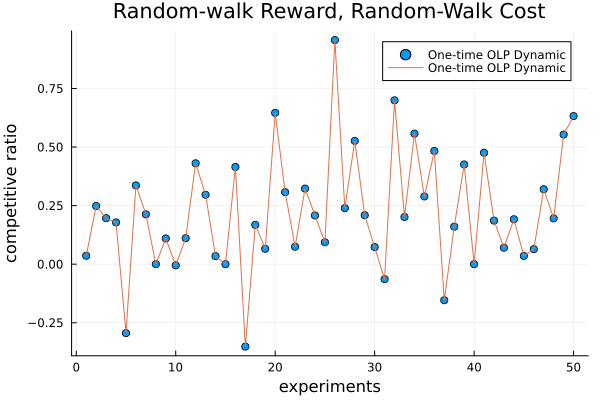 Random-walk Reward, Random-Walk Cost
One-time OLP Dynamic
One-time OLP Dynamic
competitive ratio
0.75
0.50
0.25
0.00
−0.25
0
10
20
30
40
50
experiments